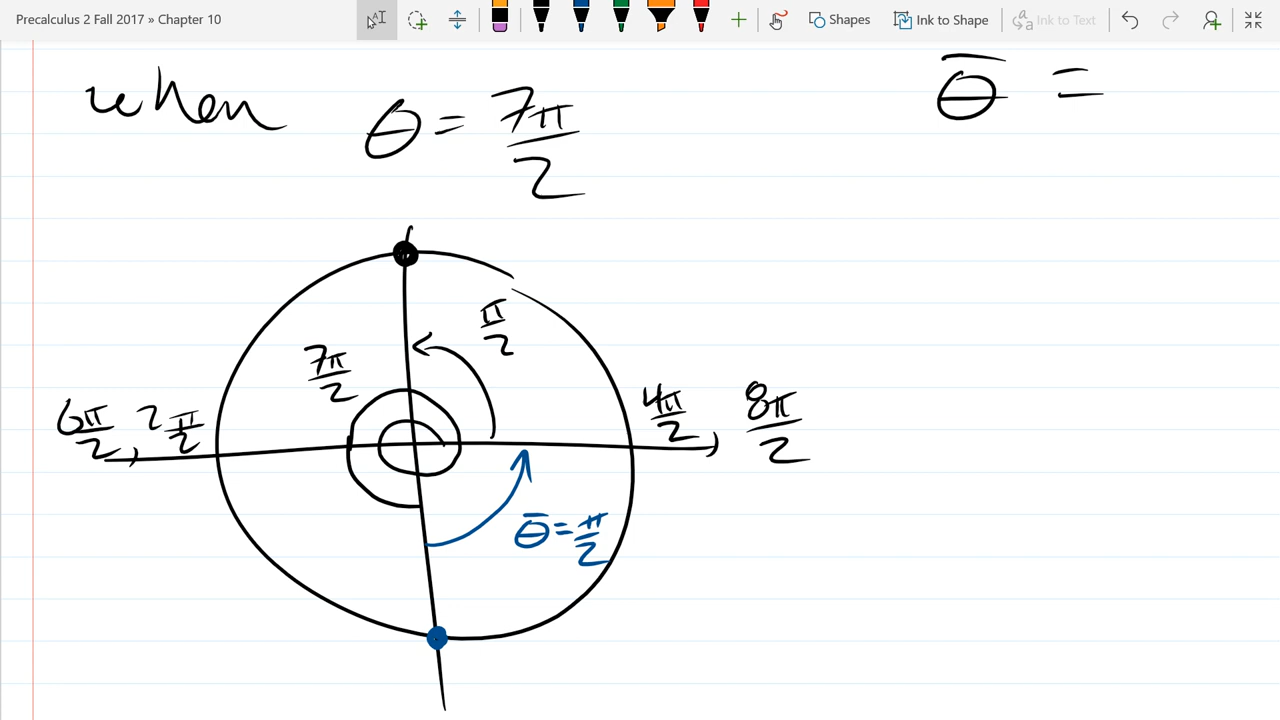 Precalculus 2 Fall 2017 » Chapter 10
Shapes
Ink to Shape
Ink to Text
when θ = 7π/2
θ̅ =
π/2
7π/2
6π/2, 2π/2
4π/2, 8π/2
θ̅ = π/2